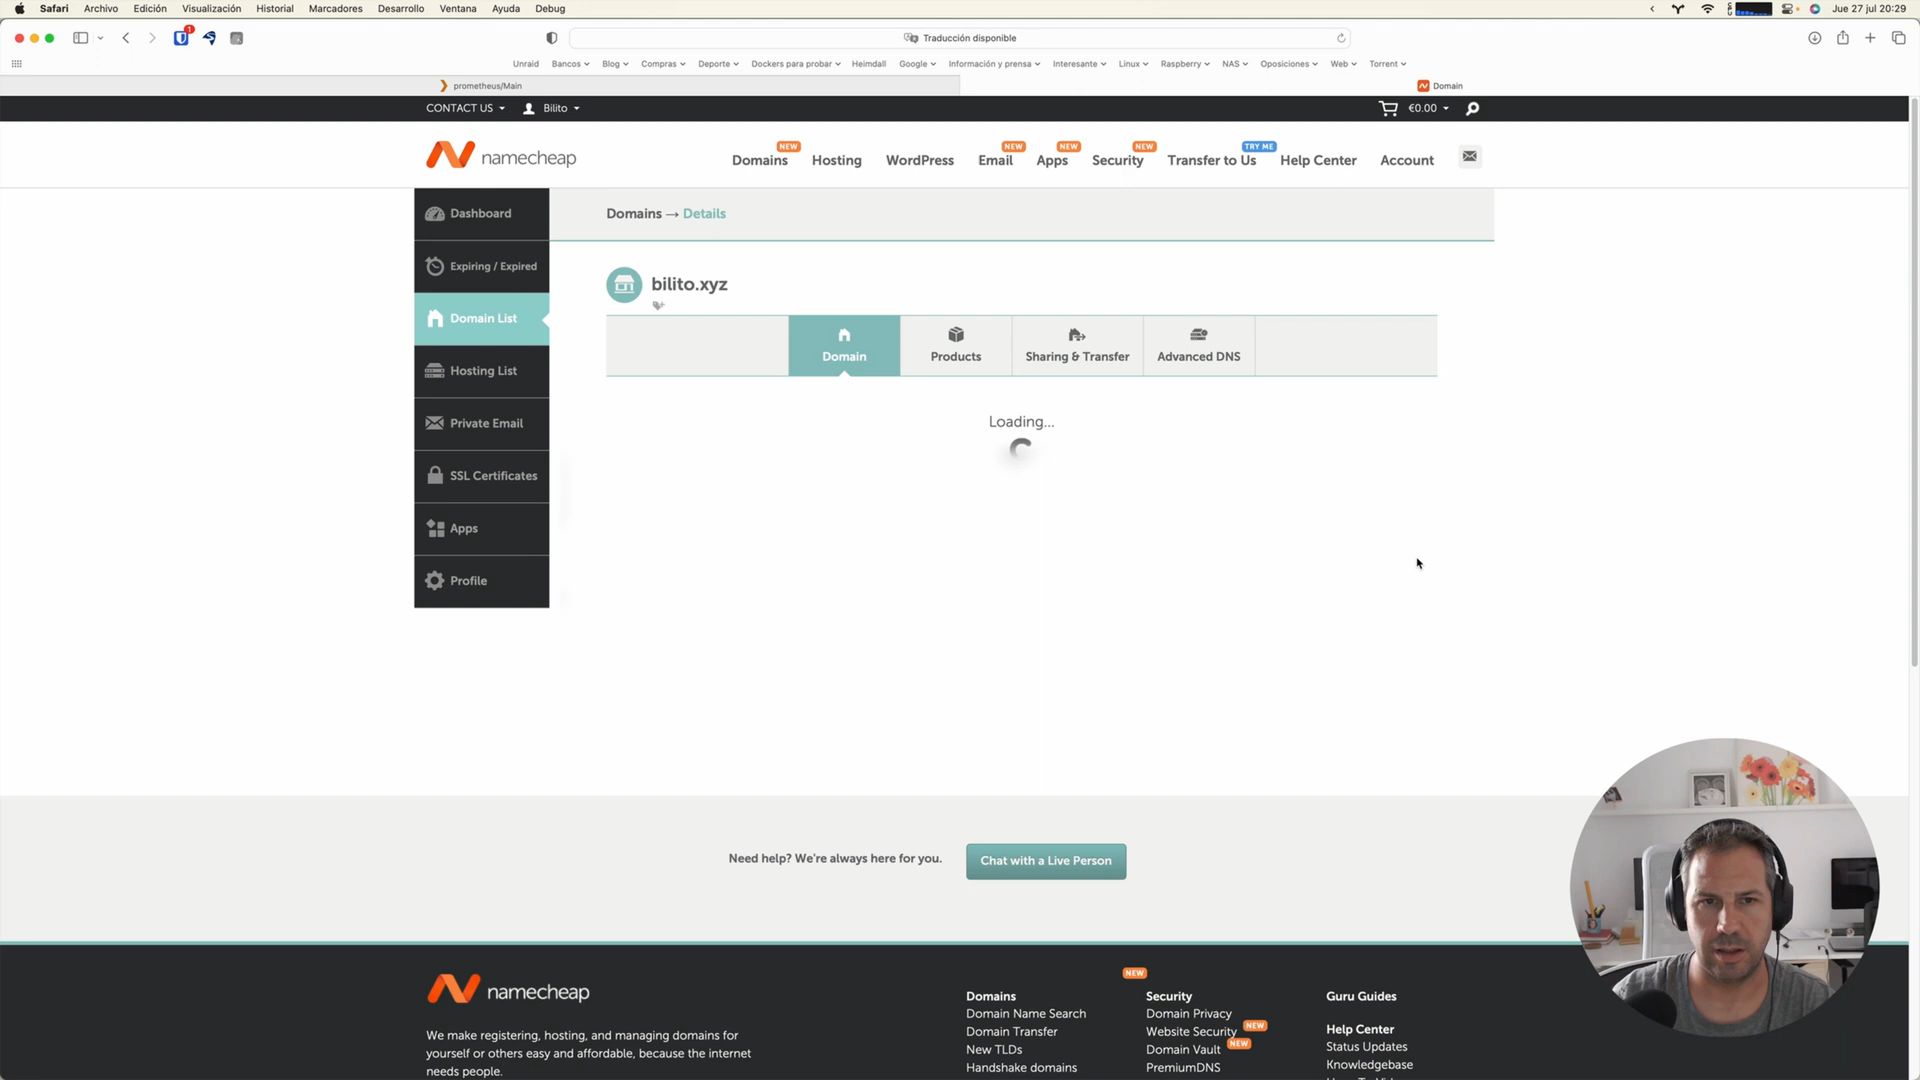 Safari Archivo Edición Visualización Historial Marcadores Desarrollo Ventana Ayuda Debug
Jue 27 jul 20:29
1
Traducción disponible
Unraid Bancos Blog Compras Deporte Dockers para probar Heimdall Google Información y prensa Interesante Linux Raspberry NAS Oposiciones Web Torrent
prometheus/Main
Domain
CONTACT US Bilito
€0.00
namecheap
NEW NEW NEW NEW TRY ME
Domains Hosting WordPress Email Apps Security Transfer to Us Help Center Account
Dashboard
Expiring / Expired
Domain List
Hosting List
Private Email
SSL Certificates
Apps
Profile
Domains → Details
bilito.xyz
Domain Products Sharing & Transfer Advanced DNS
Loading...
Need help? We're always here for you.
Chat with a Live Person
namecheap
We make registering, hosting, and managing domains for
yourself or others easy and affordable, because the internet
needs people.
NEW
Domains
Domain Name Search
Domain Transfer
New TLDs
Handshake domains
Security
Domain Privacy
Website Security NEW
Domain Vault NEW
PremiumDNS
Guru Guides
Help Center
Status Updates
Knowledgebase